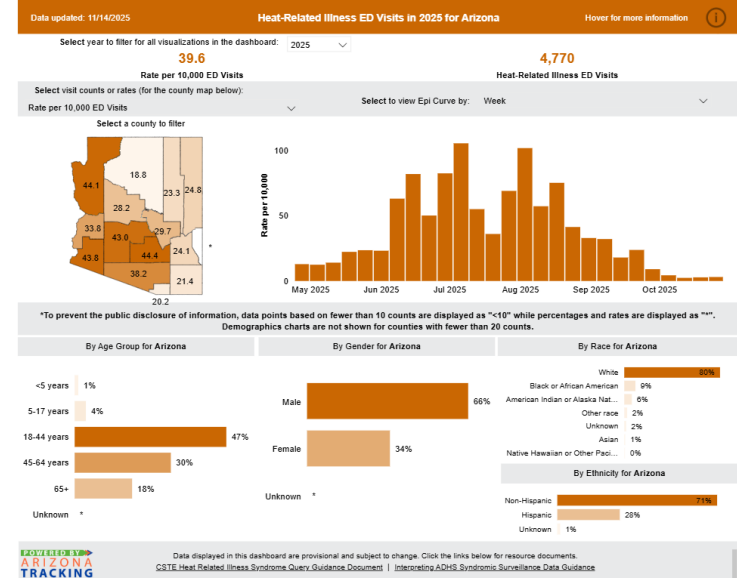 Data updated: 11/14/2025
Heat-Related Illness ED Visits in 2025 for Arizona
Hover for more information
i
Select year to filter for all visualizations in the dashboard:
2025
39.6
4,770
Rate per 10,000 ED Visits
Heat-Related Illness ED Visits
Select visit counts or rates (for the county map below):
Rate per 10,000 ED Visits
Select to view Epi Curve by:
Week
Select a county to filter
44.1
18.8
23.3
24.8
28.2
33.8
43.0
29.7
*
43.8
44.4
24.1
38.2
21.4
20.2
Rate per 10,000
100
50
0
May 2025
Jun 2025
Jul 2025
Aug 2025
Sep 2025
Oct 2025
*To prevent the public disclosure of information, data points based on fewer than 10 counts are displayed as "<10" while percentages and rates are displayed as "*".
Demographics charts are not shown for counties with fewer than 20 counts.
By Age Group for Arizona
<5 years 1%
5-17 years 4%
18-44 years 47%
45-64 years 30%
65+ 18%
Unknown *
By Gender for Arizona
Male 66%
Female 34%
Unknown *
By Race for Arizona
White 80%
Black or African American 9%
American Indian or Alaska Nat... 6%
Other race 2%
Unknown 2%
Asian 1%
Native Hawaiian or Other Paci... 0%
By Ethnicity for Arizona
Non-Hispanic 71%
Hispanic 28%
Unknown 1%
POWERED BY
ARIZONA
TRACKING
Data displayed in this dashboard are provisional and subject to change. Click the links below for resource documents.
CSTE Heat Related Illness Syndrome Query Guidance Document | Interpreting ADHS Syndromic Surveillance Data Guidance